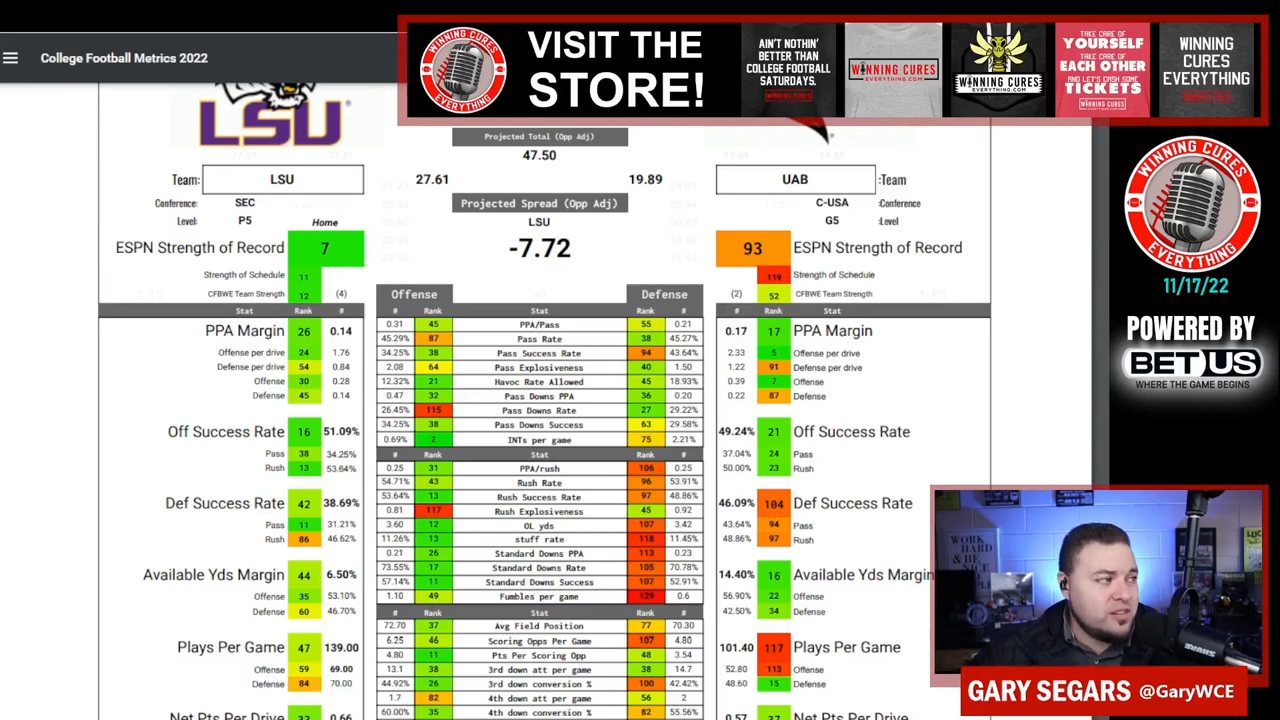 College Football Metrics 2022
WINNING CURES EVERYTHING
VISIT THE STORE!
AIN'T NOTHIN' BETTER THAN COLLEGE FOOTBALL SATURDAYS.
WINNING CURES
WINNING CURES
WINNING CURES
TAKE CARE OF YOURSELF TAKE CARE OF EACH OTHER AND LET'S CASH SOME TICKETS
WINNING CURES EVERYTHING
LSU
Projected Total (Opp Adj)
47.50
Team: LSU 27.61 19.89 UAB :Team
Conference: SEC Projected Spread (Opp Adj) C-USA :Conference
Level: P5 Home LSU G5 :Level
ESPN Strength of Record 7 -7.72 93 ESPN Strength of Record
Strength of Schedule 11 119 Strength of Schedule
CFBWE Team Strength 12 (4) Offense Defense (2) 52 CFBWE Team Strength
Stat Rank # # Rank Stat Rank # # Rank Stat
PPA Margin 26 0.14 0.17 17 PPA Margin
Offense per drive 24 1.76 2.33 5 Offense per drive
Defense per drive 54 0.84 1.22 91 Defense per drive
Offense 30 0.28 0.39 7 Offense
Defense 45 0.14 0.22 87 Defense
Off Success Rate 16 51.09% 49.24% 21 Off Success Rate
Pass 38 34.25% 37.04% 24 Pass
Rush 13 53.64% 50.00% 23 Rush
Def Success Rate 42 38.69% 46.09% 104 Def Success Rate
Pass 11 31.21% 43.64% 94 Pass
Rush 86 46.62% 48.86% 97 Rush
Available Yds Margin 44 6.50% 14.40% 16 Available Yds Margin
Offense 35 53.10% 56.90% 22 Offense
Defense 60 46.70% 42.50% 34 Defense
Plays Per Game 47 139.00 101.40 117 Plays Per Game
Offense 59 69.00 52.80 113 Offense
Defense 84 70.00 48.60 15 Defense
Net Pts Per Drive 0.66 0.57
0.31 45 PPA/Pass 55 0.21
45.29% 87 Pass Rate 38 45.27%
34.25% 38 Pass Success Rate 94 43.64%
2.08 64 Pass Explosiveness 40 1.50
12.32% 21 Havoc Rate Allowed 45 18.93%
0.47 32 Pass Downs PPA 36 0.20
26.45% 115 Pass Downs Rate 27 29.22%
34.25% 38 Pass Downs Success 63 29.58%
0.69% 2 INTs per game 75 2.21%
# Rank Stat Rank #
0.25 31 PPA/rush 106 0.25
54.71% 43 Rush Rate 96 53.91%
53.64% 13 Rush Success Rate 97 48.86%
0.81 117 Rush Explosiveness 45 0.92
3.60 12 OL yds 107 3.42
11.26% 13 stuff rate 118 11.45%
0.21 26 Standard Downs PPA 113 0.23
73.55% 17 Standard Downs Rate 105 70.78%
57.14% 11 Standard Downs Success 107 52.91%
1.10 49 Fumbles per game 129 0.6
# Rank Stat Rank #
72.70 37 Avg Field Position 77 70.30
6.25 46 Scoring Opps Per Game 107 4.80
4.80 11 Pts Per Scoring Opp 48 3.54
13.1 38 3rd down att per game 38 14.7
44.92% 26 3rd down conversion % 100 42.42%
1.7 82 4th down att per game 56 2
60.00% 35 4th down conversion % 82 55.56%
WINNING CURES EVERYTHING
11/17/22
POWERED BY
BETUS
WHERE THE GAME BEGINS
WORK HARD & BE
GARY SEGARS @GaryWCE